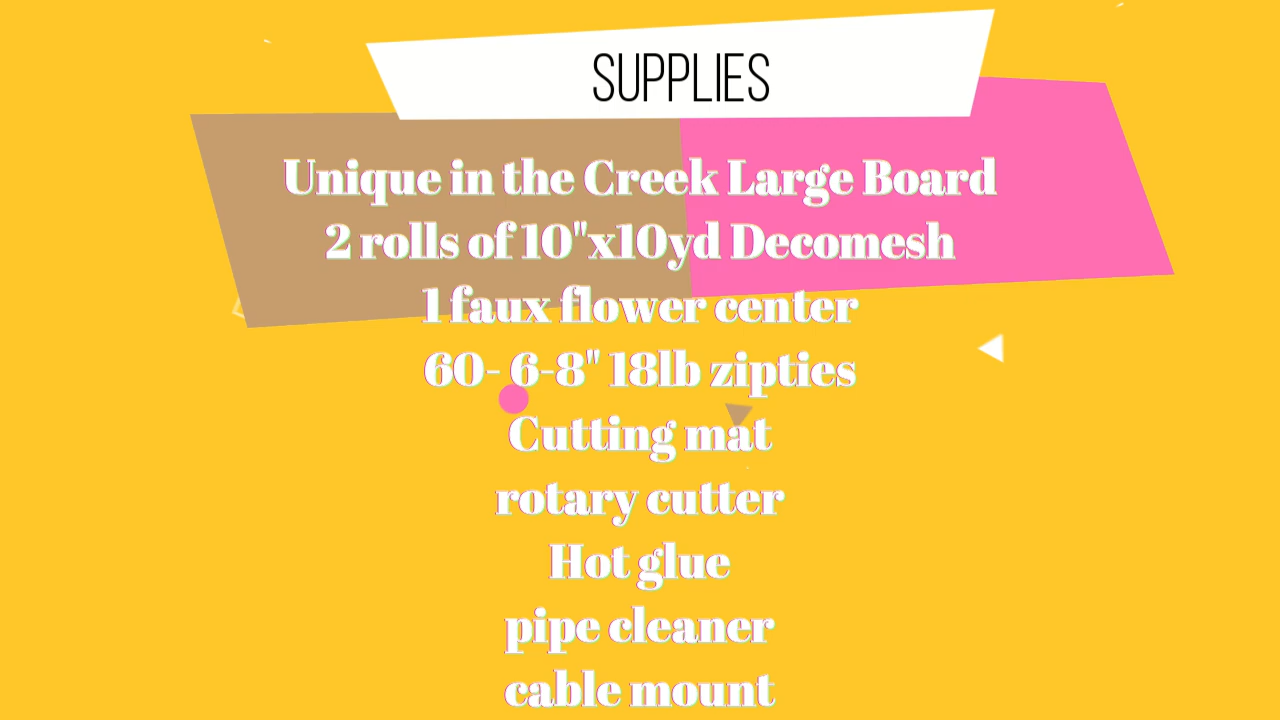 SUPPLIES
Unique in the Creek Large Board
2 rolls of 10"x10yd Decomesh
1 faux flower center
60- 6-8" 18lb zipties
Cutting mat
rotary cutter
Hot glue
pipe cleaner
cable mount